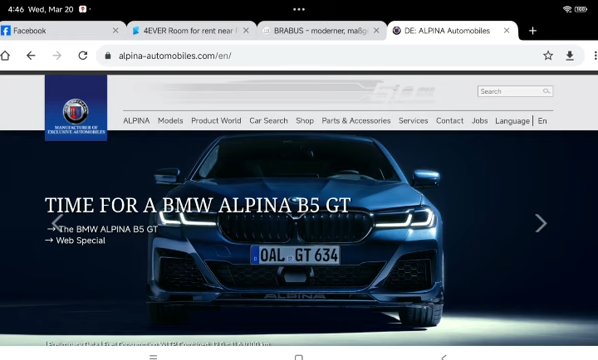 4:46 Wed, Mar 20
Facebook
4EVER Room for rent near
BRABUS – moderner, maßg
DE: ALPINA Automobiles
alpina-automobiles.com/en/
Search
MANUFACTURER OF
EXCLUSIVE AUTOMOBILES
ALPINA Models Product World Car Search Shop Parts & Accessories Services Contact Jobs Language En
TIME FOR A BMW ALPINA B5 GT
→ The BMW ALPINA B5 GT
→ Web Special
OAL GT 634
ALPINA